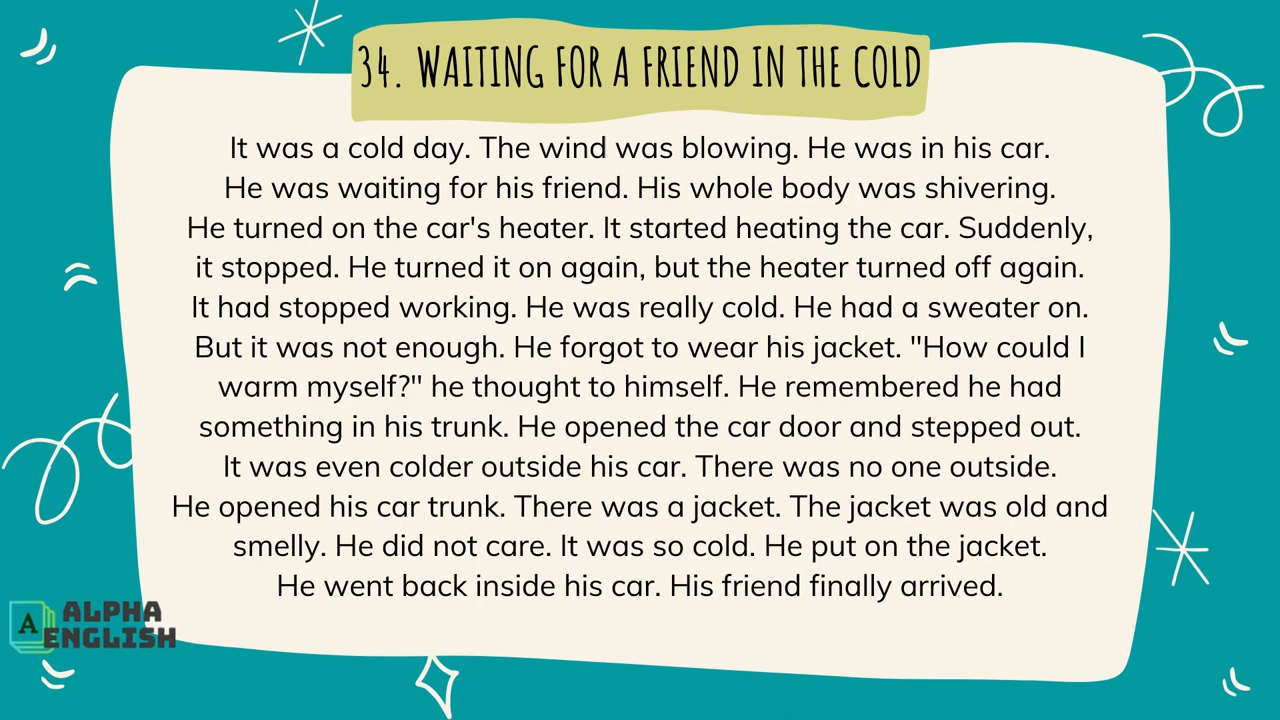 34. WAITING FOR A FRIEND IN THE COLD
It was a cold day. The wind was blowing. He was in his car.
He was waiting for his friend. His whole body was shivering.
He turned on the car's heater. It started heating the car. Suddenly,
it stopped. He turned it on again, but the heater turned off again.
It had stopped working. He was really cold. He had a sweater on.
But it was not enough. He forgot to wear his jacket. "How could I
warm myself?" he thought to himself. He remembered he had
something in his trunk. He opened the car door and stepped out.
It was even colder outside his car. There was no one outside.
He opened his car trunk. There was a jacket. The jacket was old and
smelly. He did not care. It was so cold. He put on the jacket.
He went back inside his car. His friend finally arrived.
A
ALPHA
ENGLISH